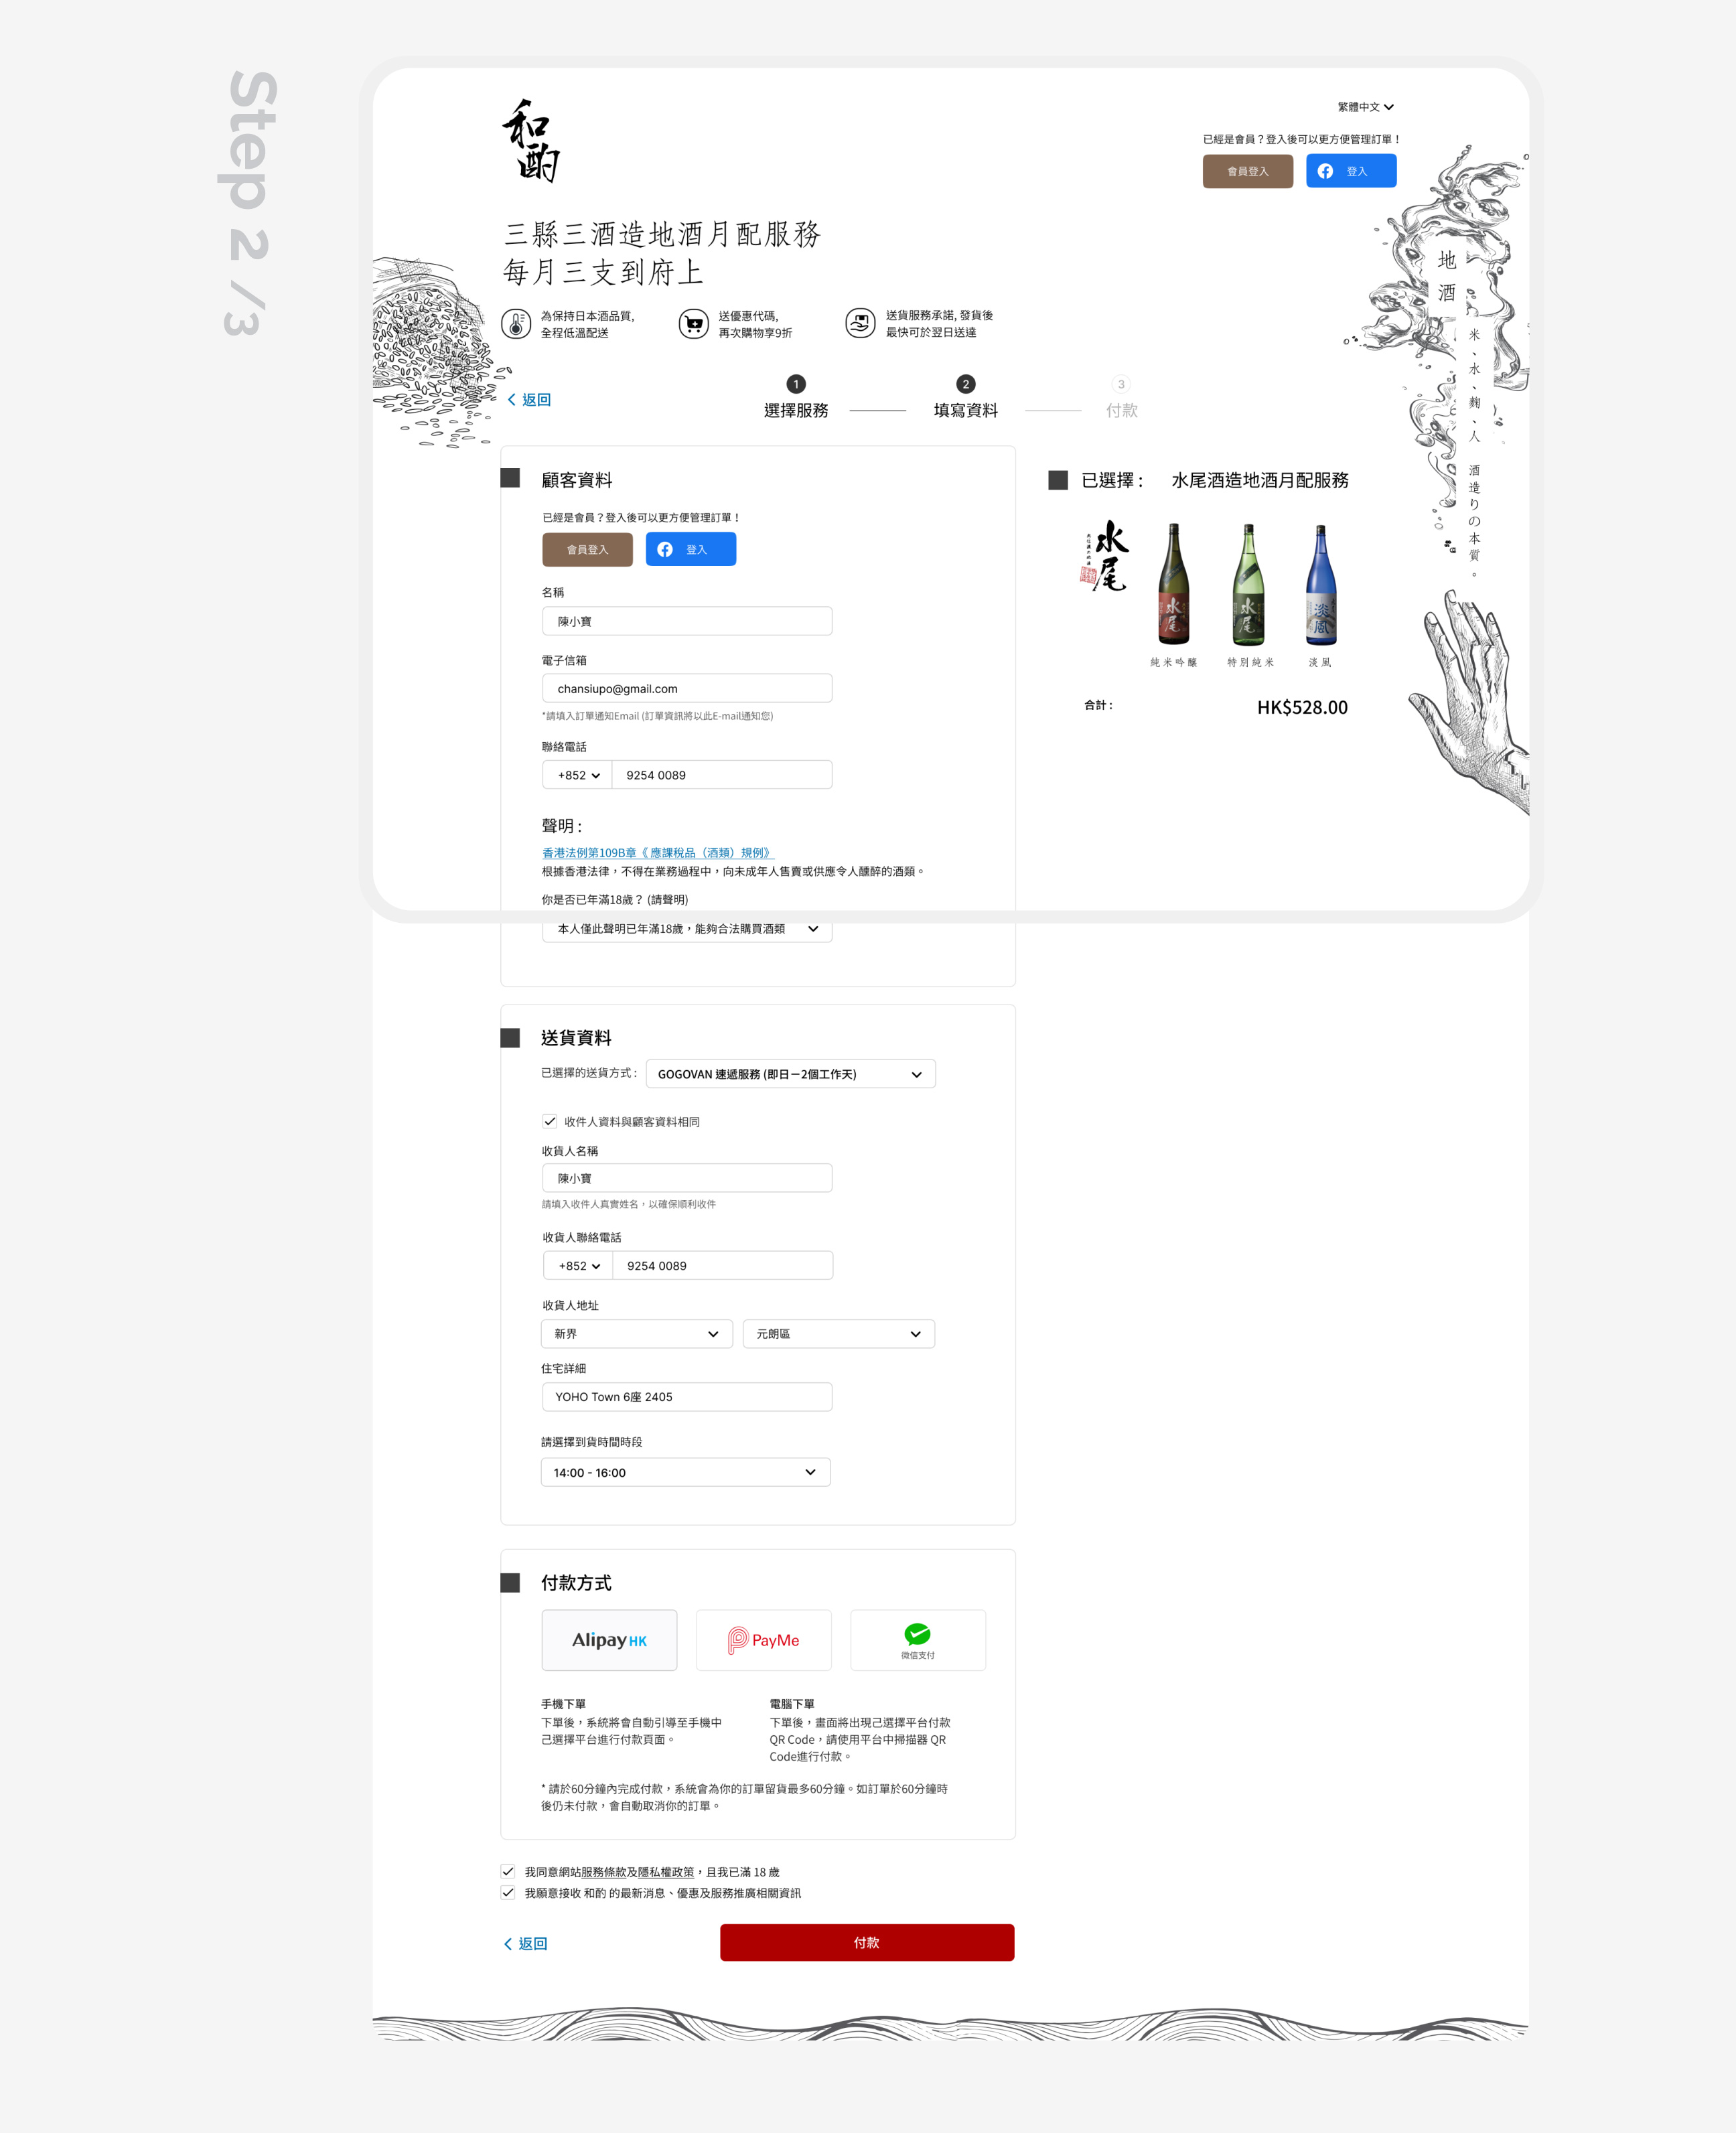 Step 2 /3
和酌
繁體中文
已經是會員？登入後可以更方便管理訂單！
會員登入
登入
三縣三酒造地酒月配服務
每月三支到府上
為保持日本酒品質,
全程低溫配送
送優惠代碼,
再次購物享9折
送貨服務承諾, 發貨後
最快可於翌日送達
地酒
米、水、麴、人 酒造りの本質。
返回
1
選擇服務
2
填寫資料
3
付款
顧客資料
已經是會員？登入後可以更方便管理訂單！
會員登入
登入
名稱
陳小寶
電子信箱
chansiupo@gmail.com
*請填入訂單通知Email (訂單資訊將以此E-mail通知您)
聯絡電話
+852
9254 0089
聲明 :
香港法例第109B章《 應課稅品（酒類）規例》
根據香港法律，不得在業務過程中，向未成年人售賣或供應令人醺醉的酒類。
你是否已年滿18歲？ (請聲明)
本人僅此聲明已年滿18歲，能夠合法購買酒類
已選擇 :
水尾酒造地酒月配服務
水尾
水尾
水尾
淡風
純米吟釀
特別純米
淡風
合計 :
HK$528.00
送貨資料
已選擇的送貨方式 :
GOGOVAN 速遞服務 (即日－2個工作天)
收件人資料與顧客資料相同
收貨人名稱
陳小寶
請填入收件人真實姓名，以確保順利收件
收貨人聯絡電話
+852
9254 0089
收貨人地址
新界
元朗區
住宅詳細
YOHO Town 6座 2405
請選擇到貨時間時段
14:00 - 16:00
付款方式
Alipay HK
PayMe
微信支付
手機下單
下單後，系統將會自動引導至手機中
己選擇平台進行付款頁面。
電腦下單
下單後，畫面將出現己選擇平台付款
QR Code，請使用平台中掃描器 QR
Code進行付款。
* 請於60分鐘內完成付款，系統會為你的訂單留貨最多60分鐘。如訂單於60分鐘時
後仍未付款，會自動取消你的訂單。
我同意網站服務條款及隱私權政策，且我已滿 18 歲
我願意接收 和酌 的最新消息、優惠及服務推廣相關資訊
返回
付款